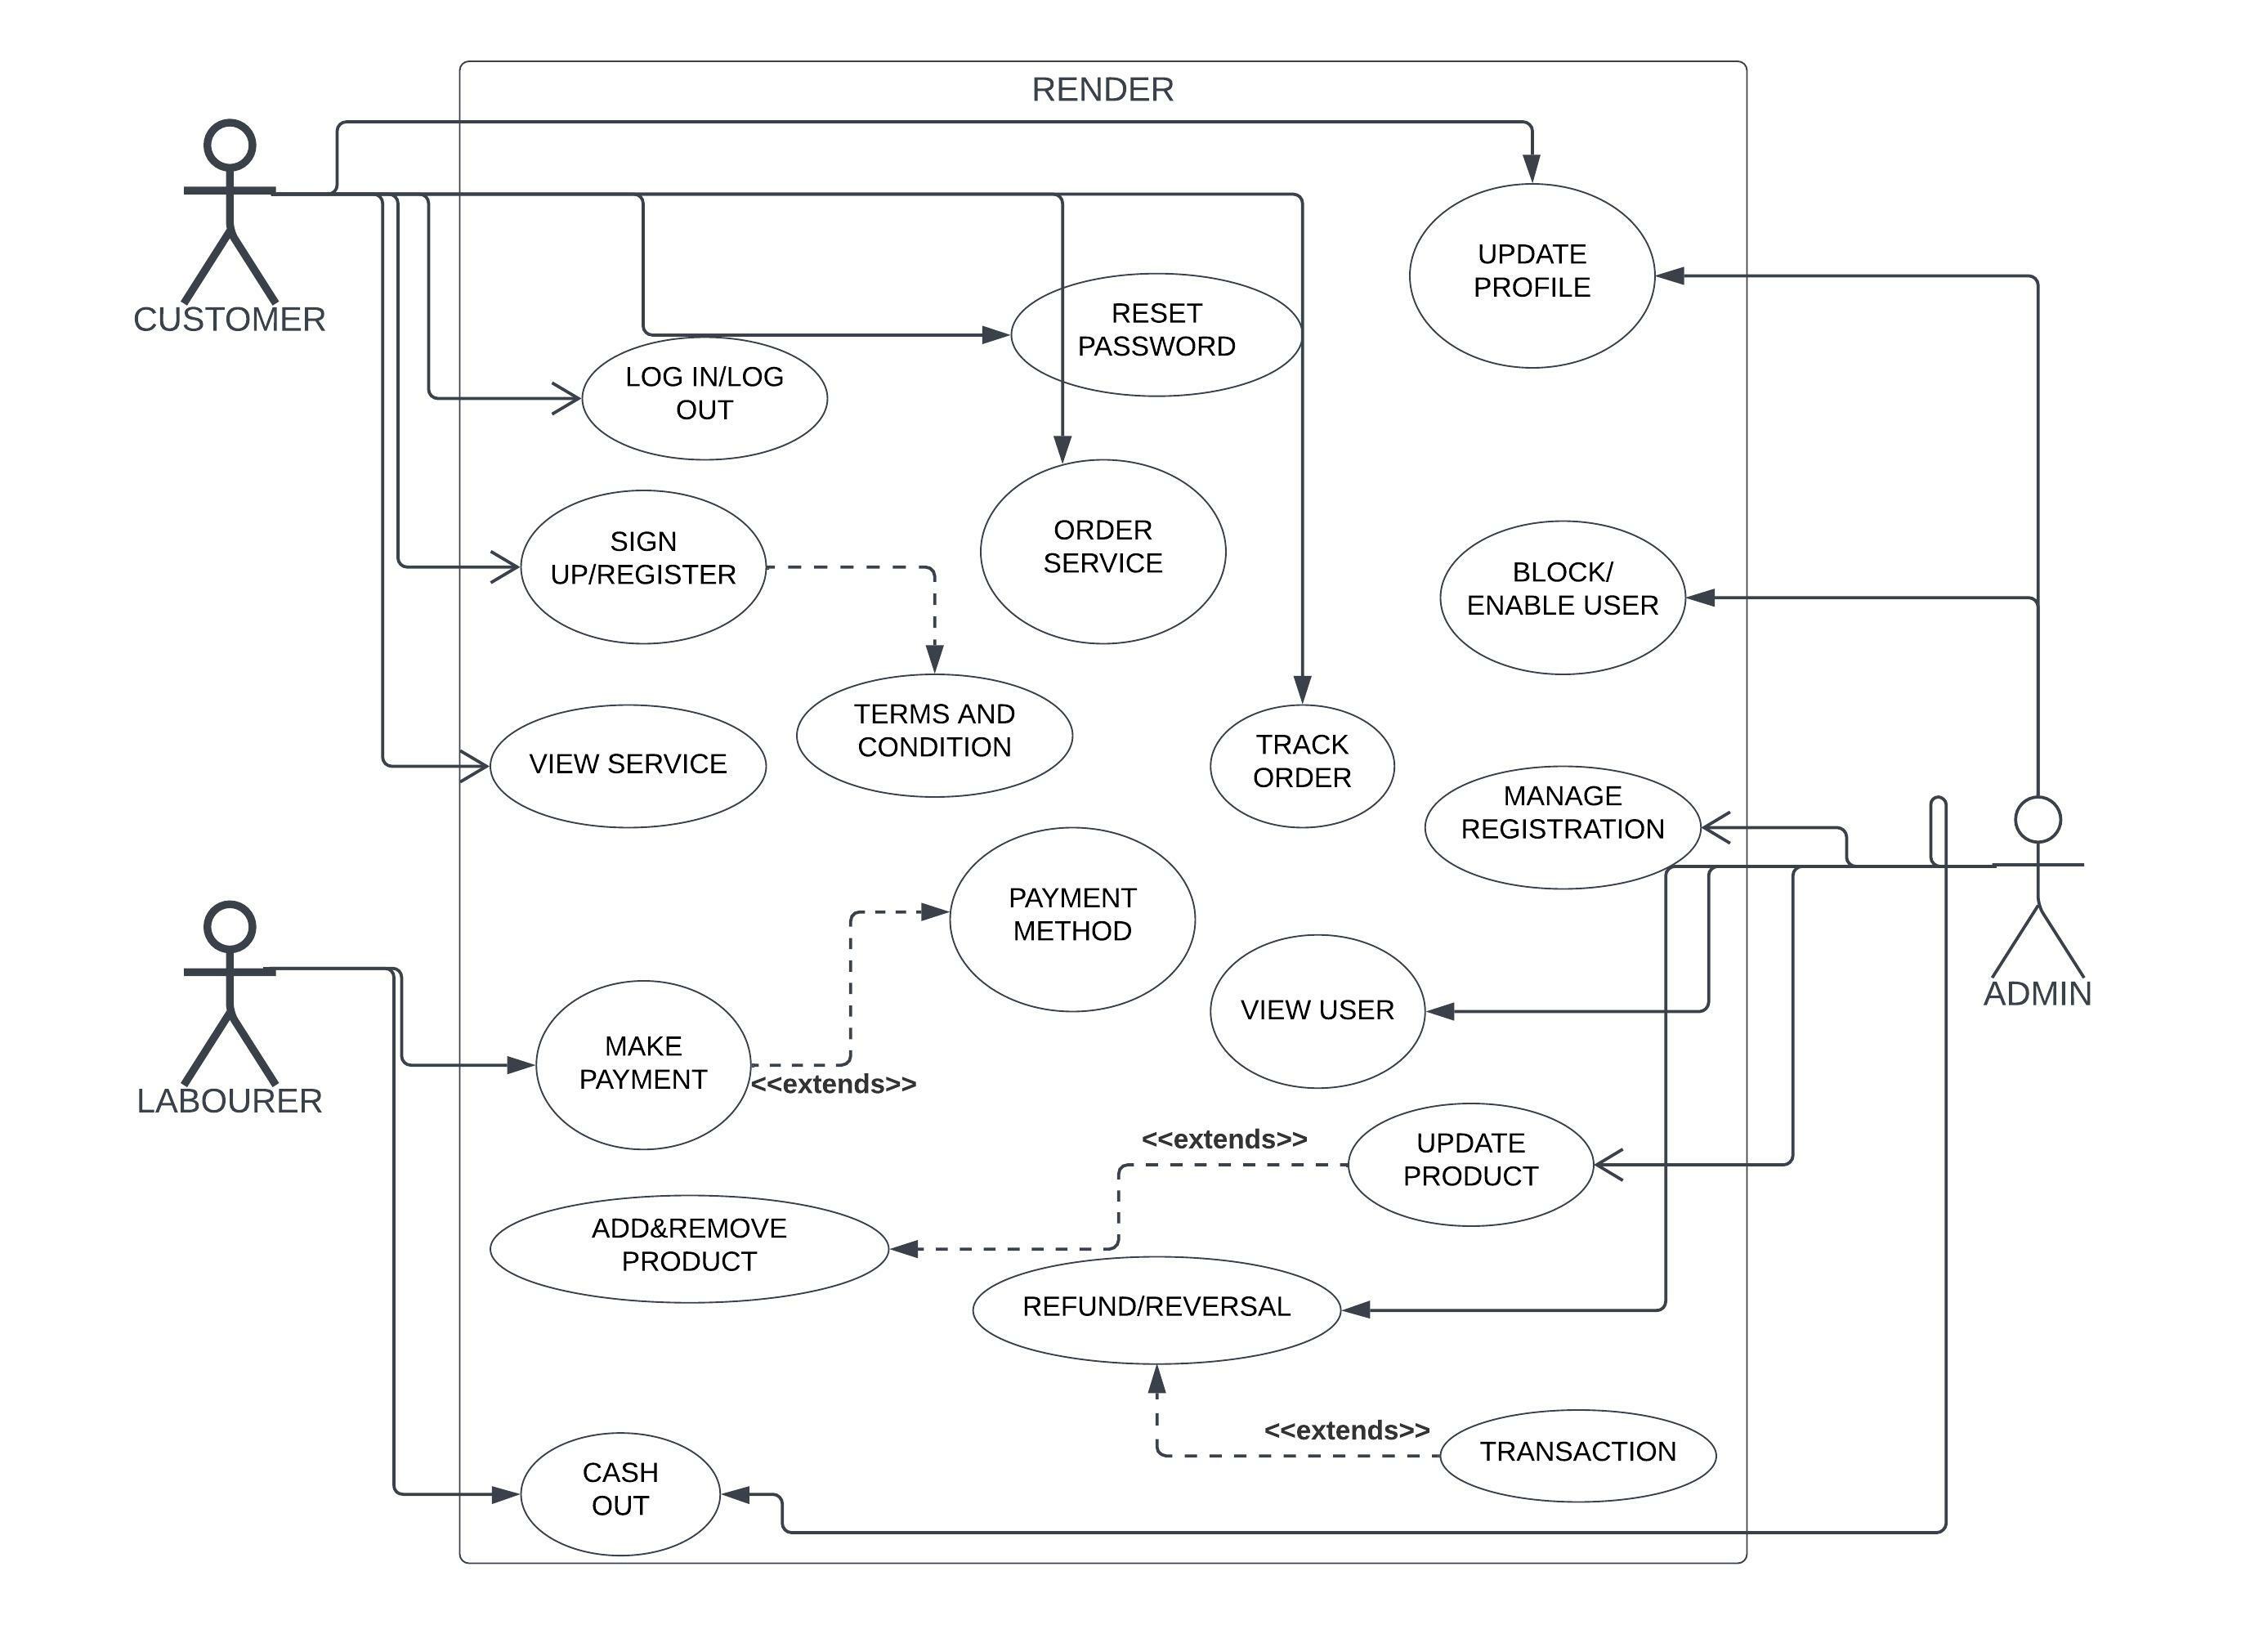 RENDER
CUSTOMER
UPDATE
PROFILE
RESET
PASSWORD
LOG IN/LOG
OUT
SIGN
UP/REGISTER
ORDER
SERVICE
BLOCK/
ENABLE USER
TERMS AND
CONDITION
VIEW SERVICE
TRACK
ORDER
MANAGE
REGISTRATION
PAYMENT
METHOD
ADMIN
VIEW USER
LABOURER
MAKE
PAYMENT
<<extends>>
<<extends>>
UPDATE
PRODUCT
ADD&REMOVE
PRODUCT
REFUND/REVERSAL
<<extends>>
TRANSACTION
CASH
OUT